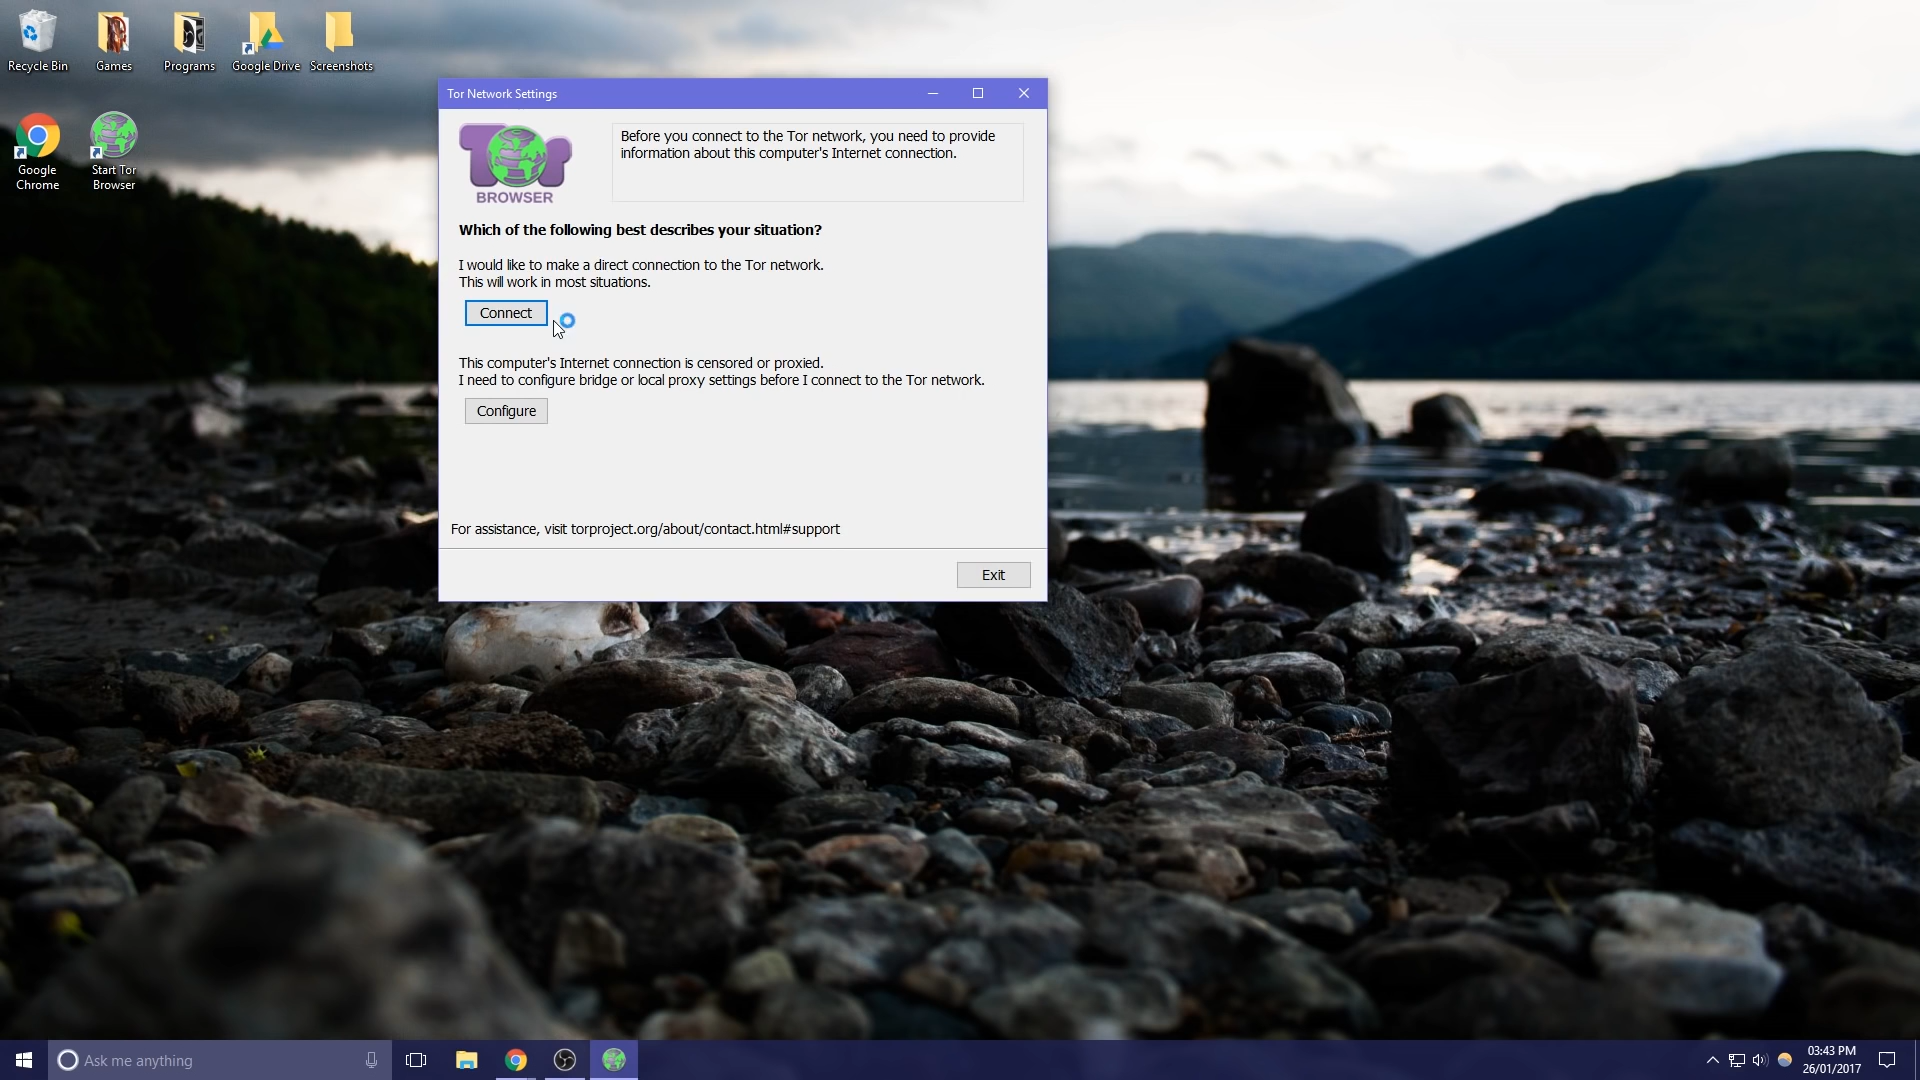 Recycle Bin
Games
Programs
Google Drive
Screenshots
Google
Chrome
Start Tor
Browser
Tor Network Settings
Tor
BROWSER
Before you connect to the Tor network, you need to provide
information about this computer's Internet connection.
Which of the following best describes your situation?
I would like to make a direct connection to the Tor network.
This will work in most situations.
Connect
This computer's Internet connection is censored or proxied.
I need to configure bridge or local proxy settings before I connect to the Tor network.
Configure
For assistance, visit torproject.org/about/contact.html#support
Exit
Ask me anything
03:43 PM
26/01/2017